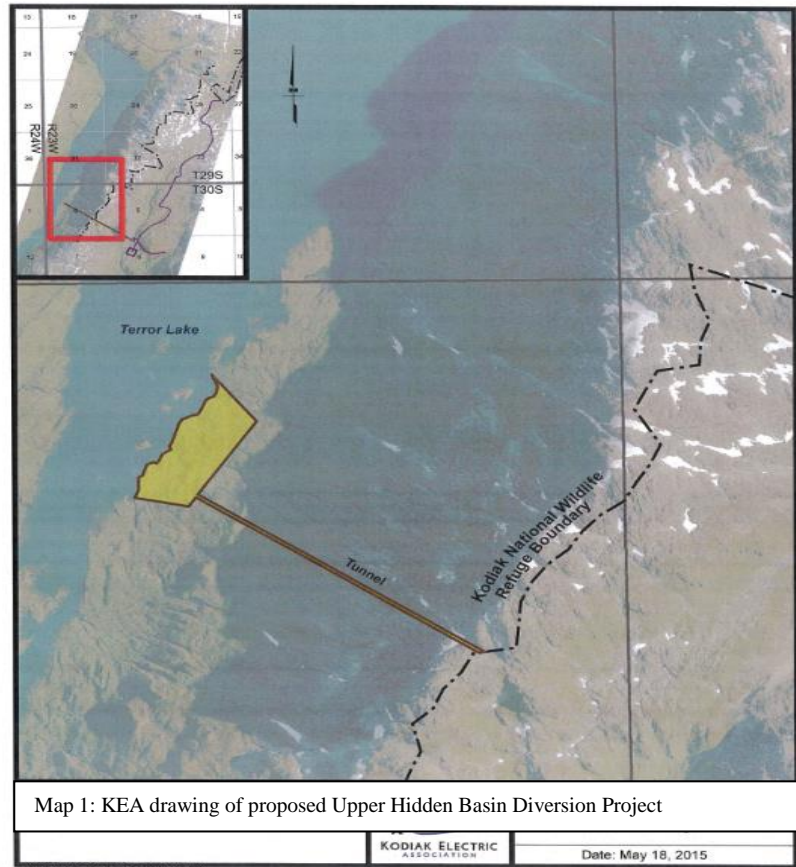 R24W
R23W
T29S
T30S
Terror Lake
Tunnel
Kodiak National Wildlife
Refuge Boundary
Map 1: KEA drawing of proposed Upper Hidden Basin Diversion Project
KODIAK ELECTRIC
ASSOCIATION
Date: May 18, 2015